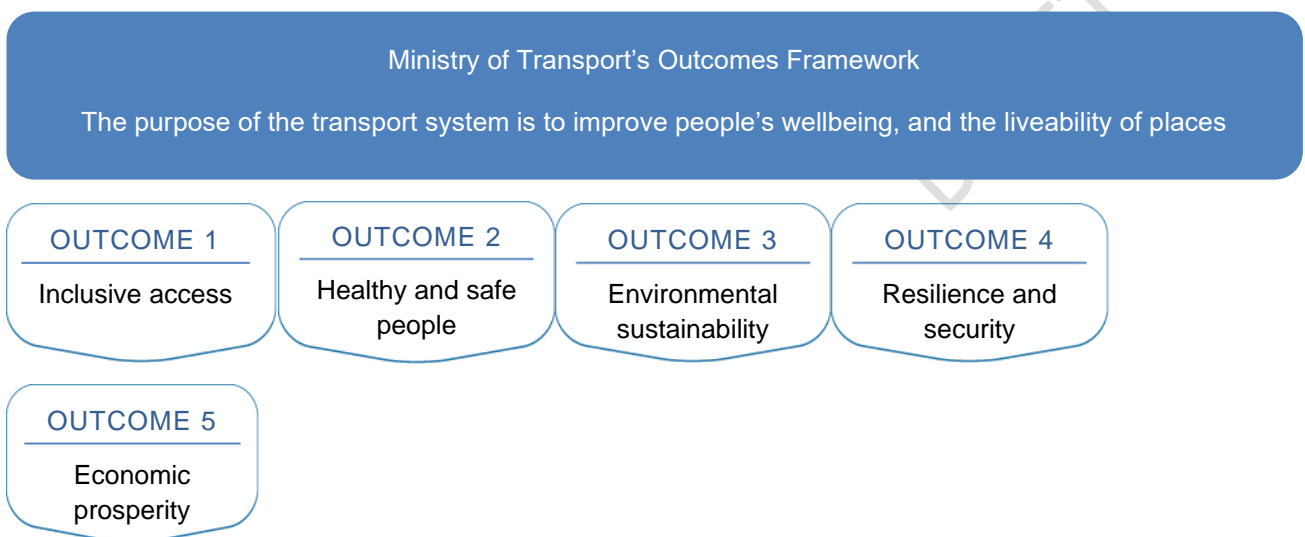 Ministry of Transport’s Outcomes Framework
The purpose of the transport system is to improve people’s wellbeing, and the liveability of places
OUTCOME 1
Inclusive access
OUTCOME 2
Healthy and safe
people
OUTCOME 3
Environmental
sustainability
OUTCOME 4
Resilience and
security
OUTCOME 5
Economic
prosperity